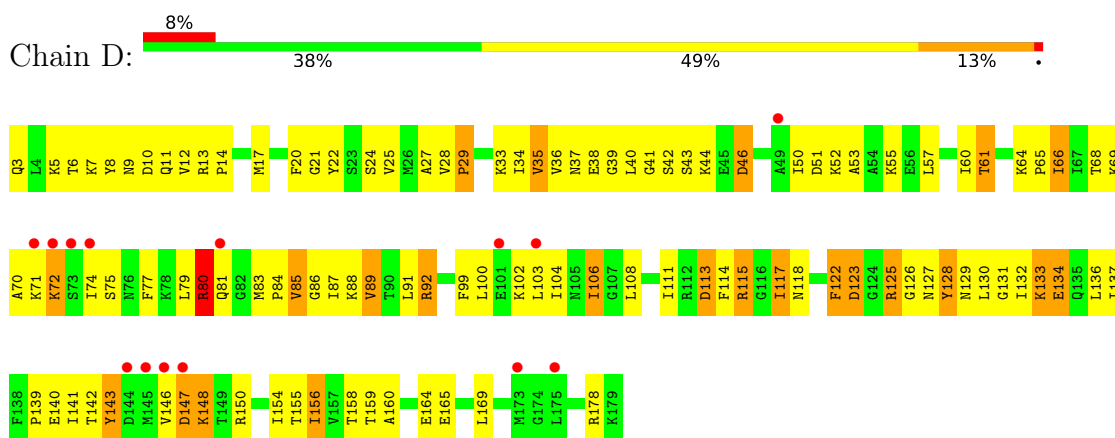 8%
Chain D:
38% 49% 13% •
Q3 L4 K5 T6 K7 Y8 N9 D10 Q11 V12 R13 P14 M17 F20 G21 Y22 S23 S24 V25 M26 A27 V28 P29 K33 I34 V35 V36 N37 E38 G39 L40 G41 S42 S43 K44 E45 D46 A49 I50 D51 K52 A53 A54 K55 E56 L57 I60 T61 K64 P65 I66 I67 T68 K69
A70 K71 K72 S73 I74 S75 N76 F77 K78 L79 R80 Q81 G82 M83 P84 V85 G86 I87 K88 V89 T90 L91 R92 F99 L100 E101 K102 L103 I104 N105 I106 G107 L108 I111 R112 D113 F114 R115 G116 I117 N118 F122 D123 G124 R125 G126 N127 Y128 N129 L130 G131 I132 K133 E134 Q135 L136 I137
F138 P139 E140 I141 T142 Y143 D144 M145 V146 D147 K148 T149 R150 I154 T155 I156 V157 T158 T159 A160 E164 E165 L169 M173 G174 L175 R178 K179